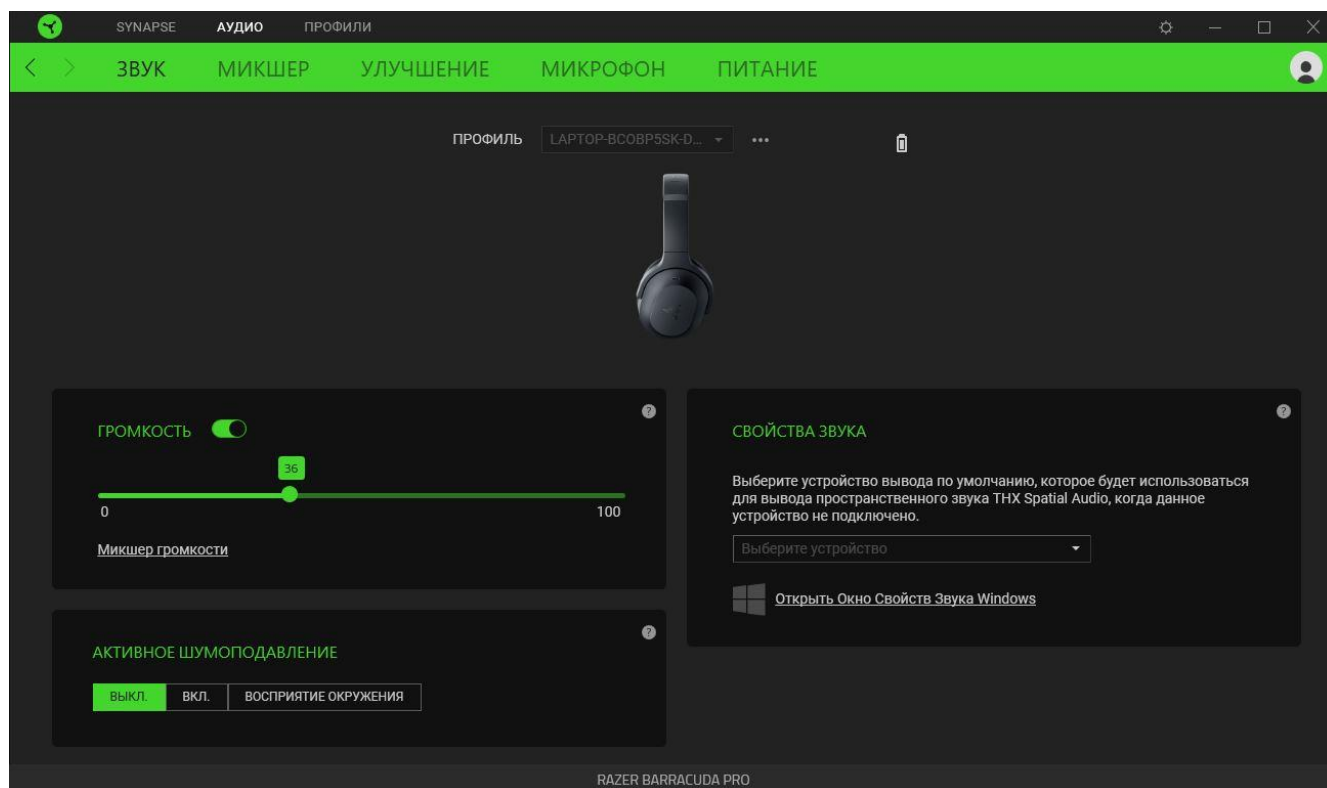 SYNAPSE АУДИО ПРОФИЛИ
ЗВУК МИКШЕР УЛУЧШЕНИЕ МИКРОФОН ПИТАНИЕ
ПРОФИЛЬ LAPTOP-BCOBP5SK-D...
ГРОМКОСТЬ
36
0 100
Микшер громкости
АКТИВНОЕ ШУМОПОДАВЛЕНИЕ
ВЫКЛ. ВКЛ. ВОСПРИЯТИЕ ОКРУЖЕНИЯ
СВОЙСТВА ЗВУКА
Выберите устройство вывода по умолчанию, которое будет использоваться
для вывода пространственного звука THX Spatial Audio, когда данное
устройство не подключено.
Выберите устройство
Открыть Окно Свойств Звука Windows
RAZER BARRACUDA PRO